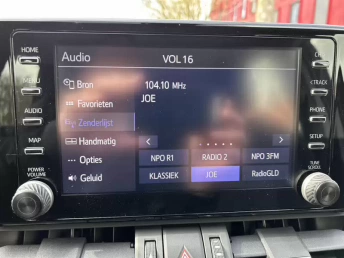 HOME
MENU
AUDIO
MAP
POWER
VOLUME
Audio
VOL 16
Bron
Favorieten
Zenderlijst
Handmatig
Opties
Geluid
104.10 MHz
JOE
NPO R1
RADIO 2
NPO 3FM
KLASSIEK
JOE
RadioGLD
TRACK
PHONE
SETUP
TUNE
SCROLL